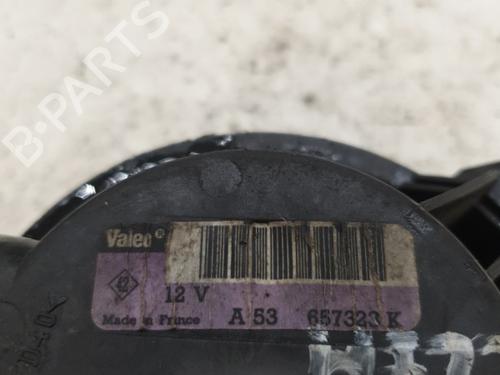 B-PARTS
Valeo®
12 V
Made in France
A 53 657323 K